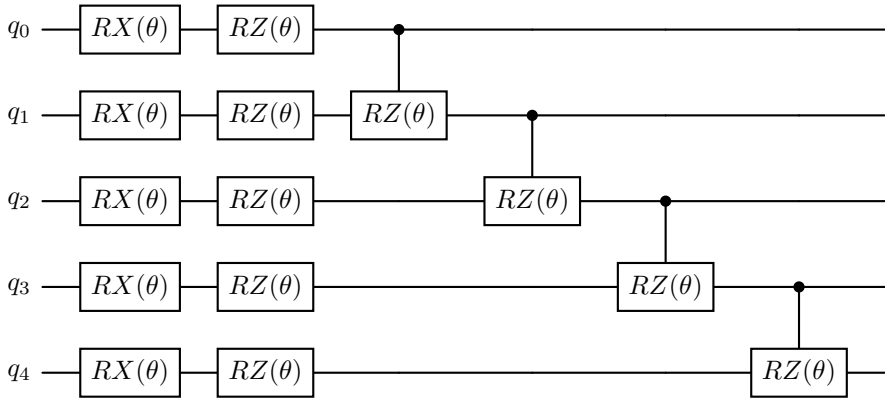 q₀ RX(θ) RZ(θ)
q₁ RX(θ) RZ(θ) RZ(θ)
q₂ RX(θ) RZ(θ) RZ(θ)
q₃ RX(θ) RZ(θ) RZ(θ)
q₄ RX(θ) RZ(θ) RZ(θ)